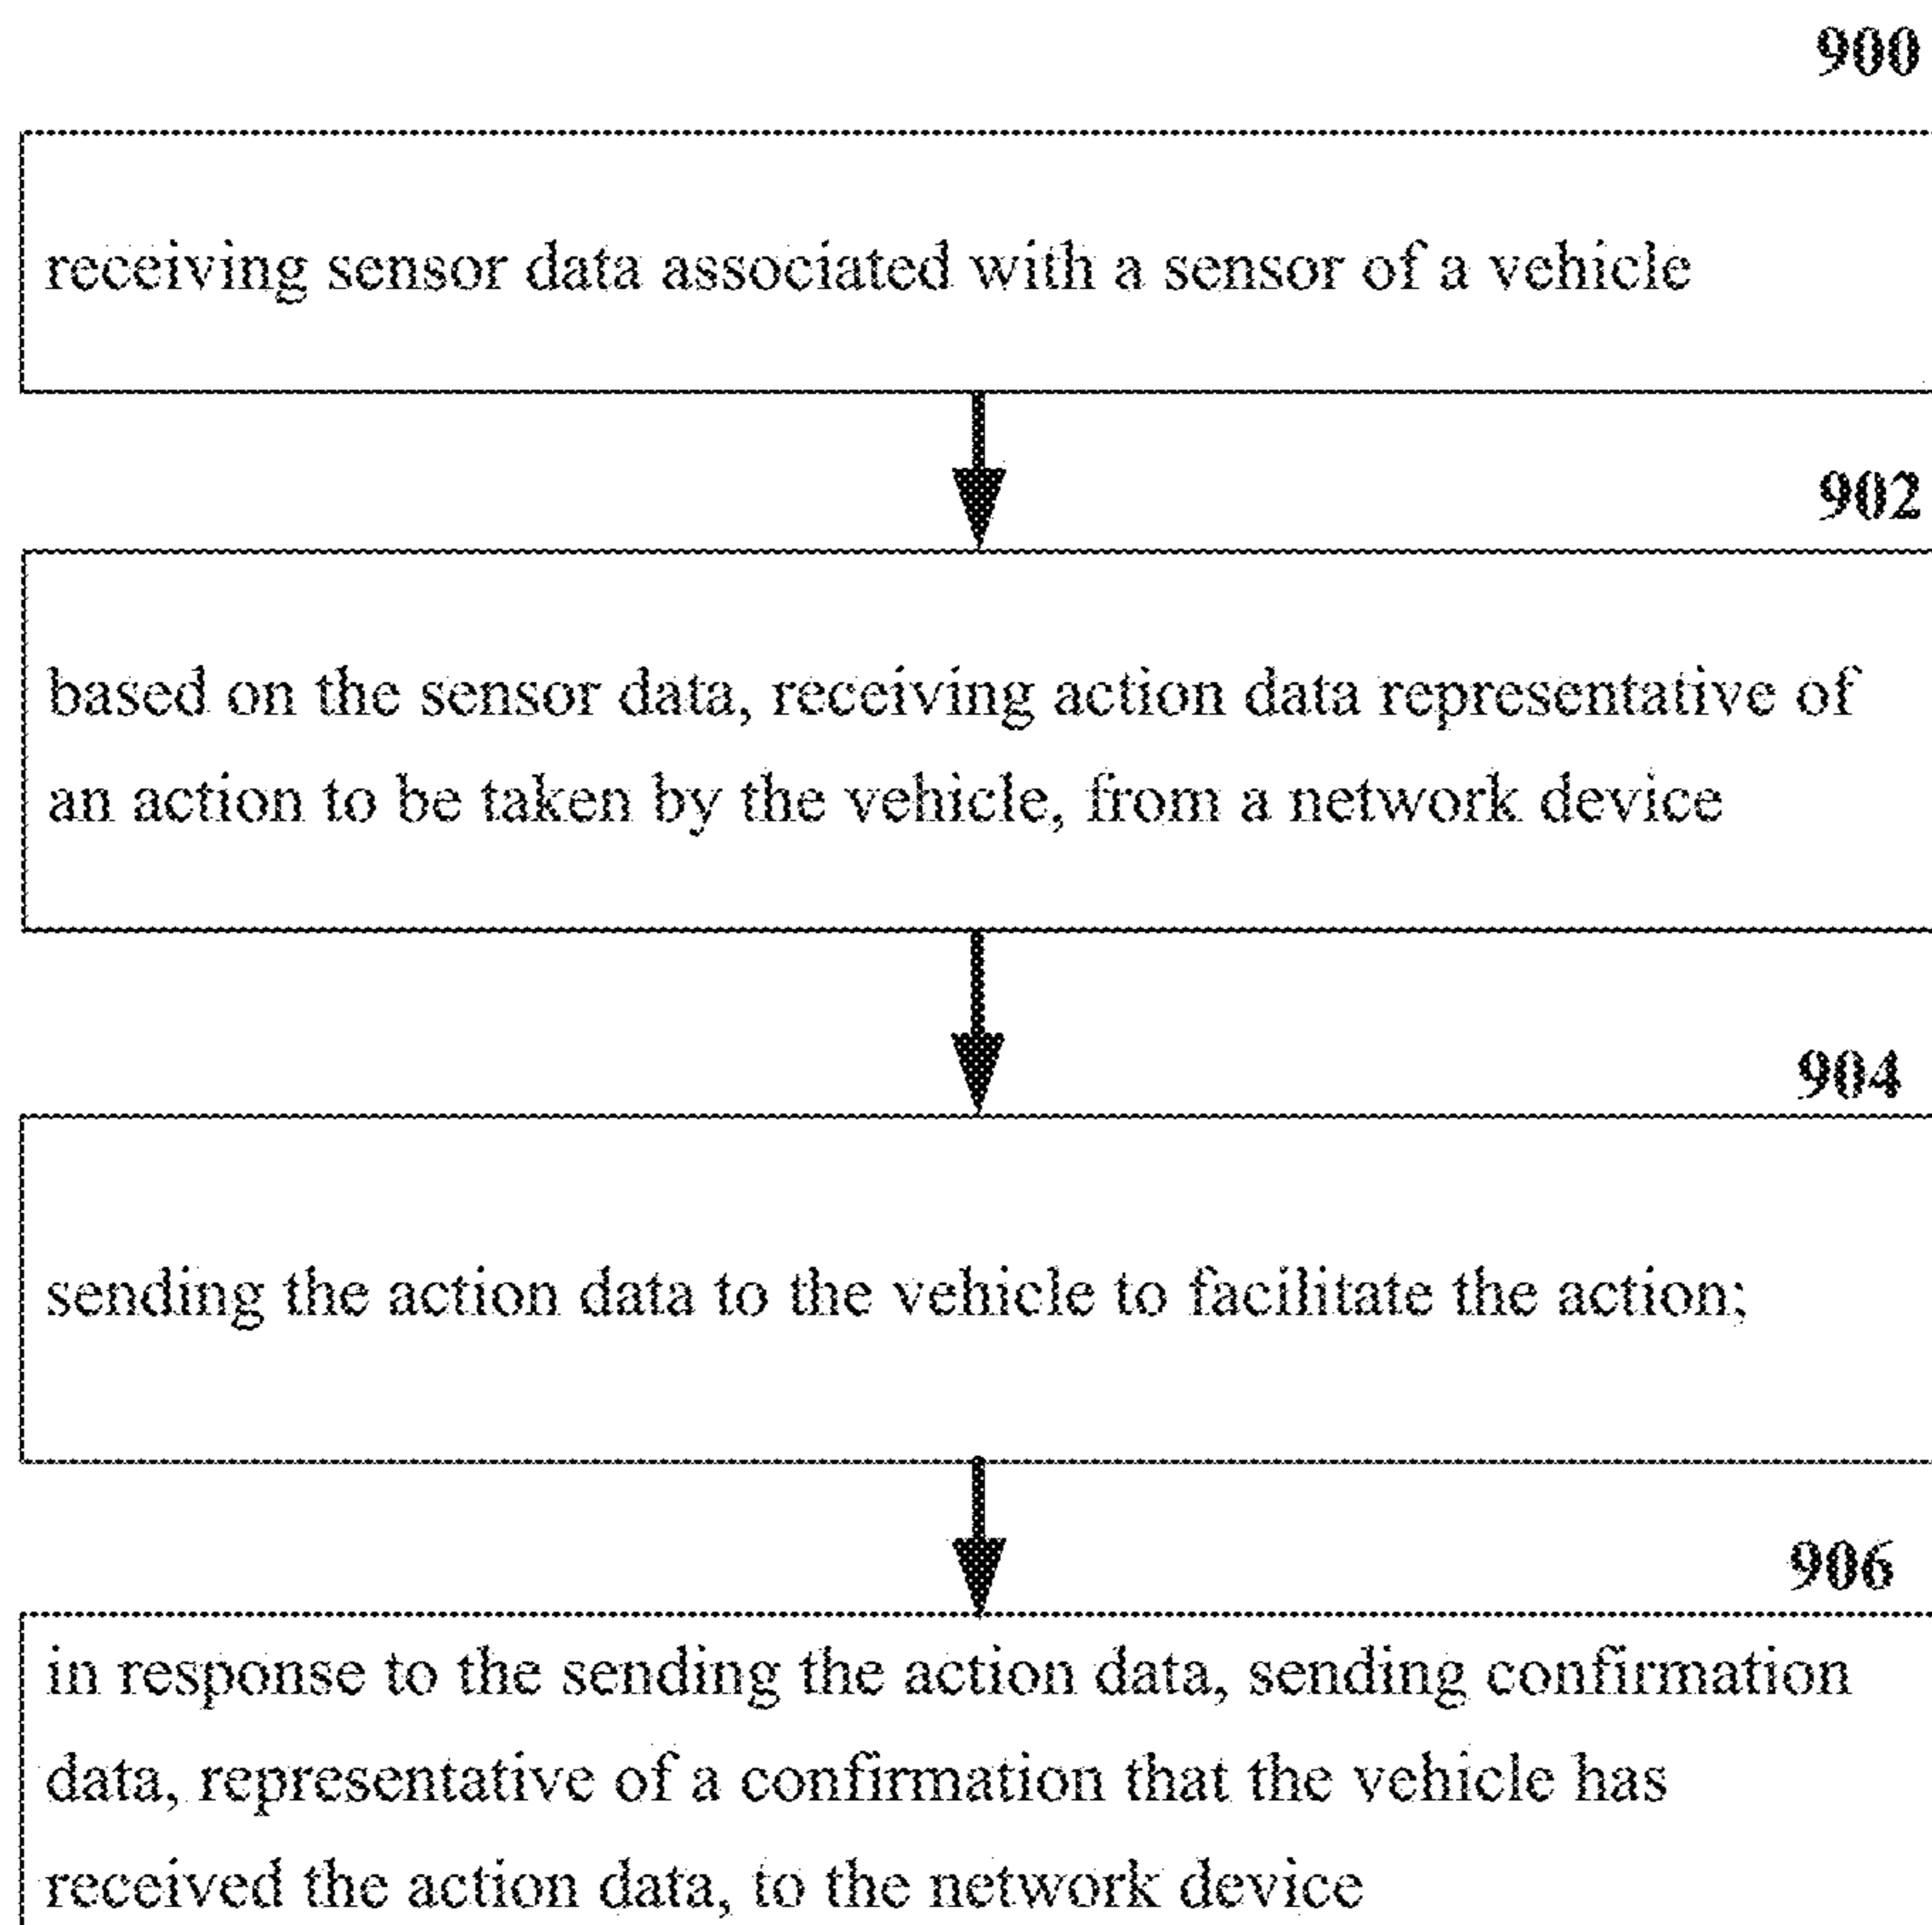 900
receiving sensor data associated with a sensor of a vehicle
902
based on the sensor data, receiving action data representative of
an action to be taken by the vehicle, from a network device
904
sending the action data to the vehicle to facilitate the action;
906
in response to the sending the action data, sending confirmation
data, representative of a confirmation that the vehicle has
received the action data, to the network device